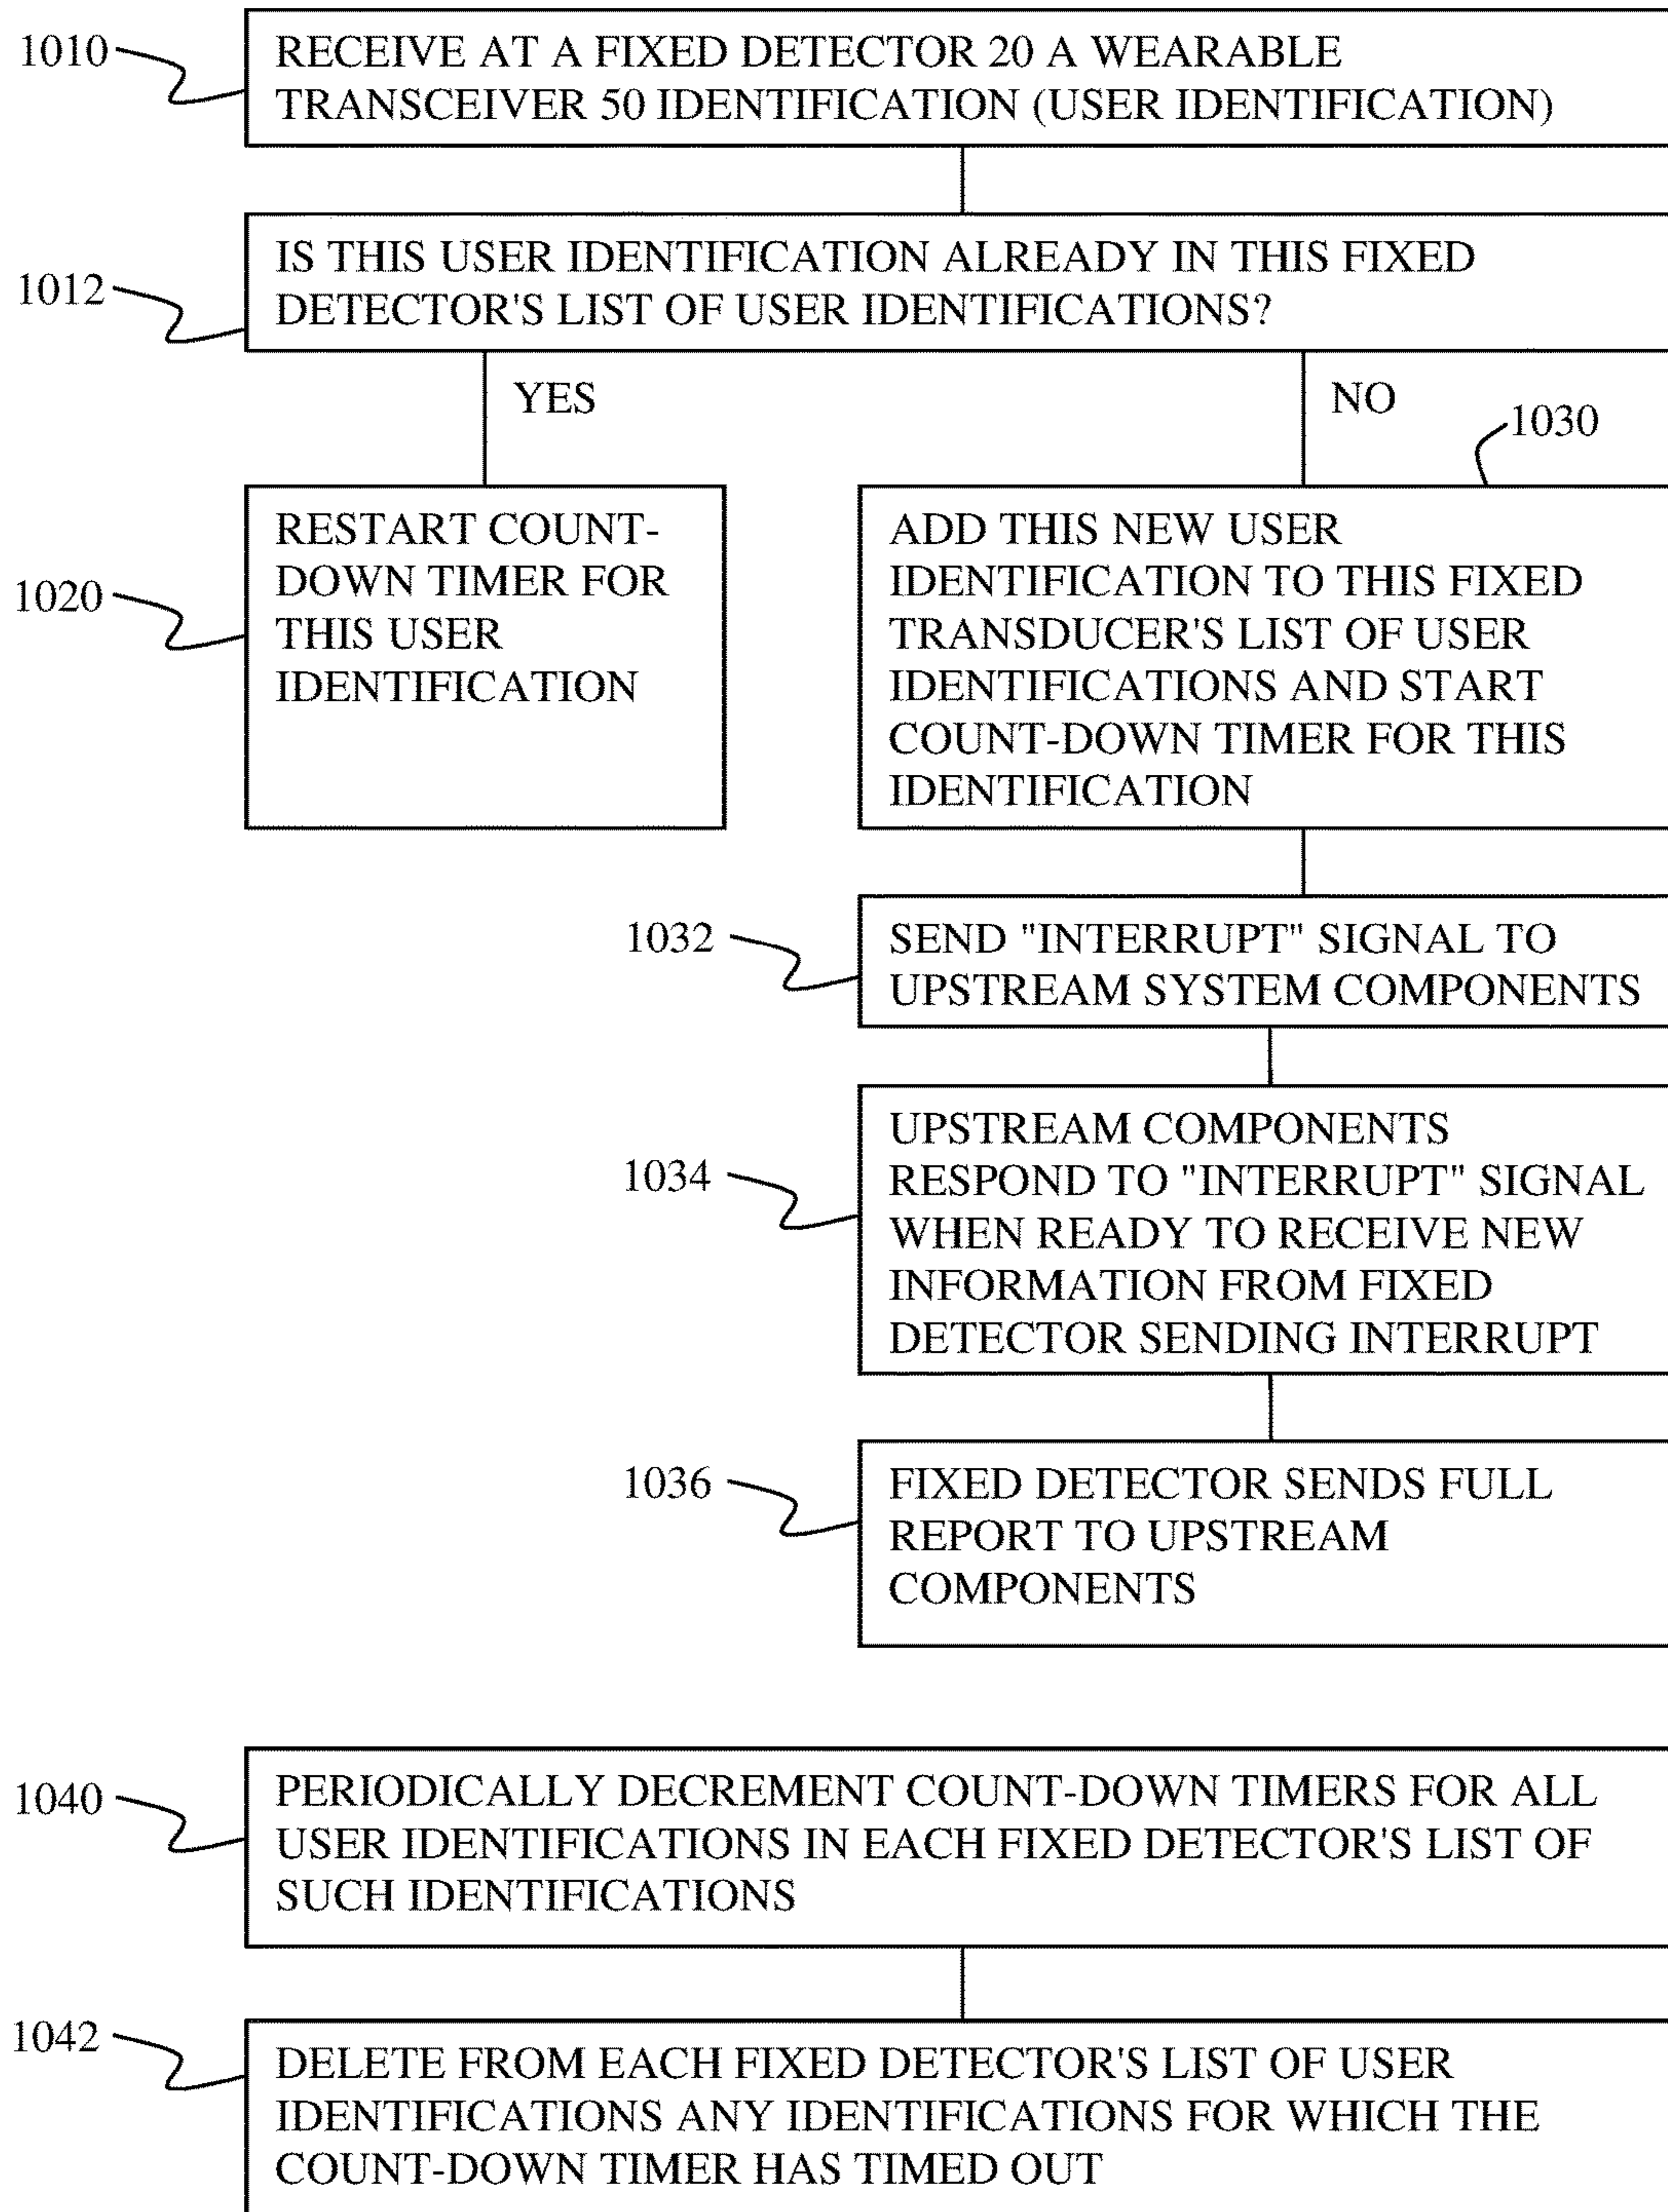 1010
RECEIVE AT A FIXED DETECTOR 20 A WEARABLE
TRANSCEIVER 50 IDENTIFICATION (USER IDENTIFICATION)
1012
IS THIS USER IDENTIFICATION ALREADY IN THIS FIXED
DETECTOR'S LIST OF USER IDENTIFICATIONS?
YES
NO
1020
RESTART COUNT-
DOWN TIMER FOR
THIS USER
IDENTIFICATION
1030
ADD THIS NEW USER
IDENTIFICATION TO THIS FIXED
TRANSDUCER'S LIST OF USER
IDENTIFICATIONS AND START
COUNT-DOWN TIMER FOR THIS
IDENTIFICATION
1032
SEND "INTERRUPT" SIGNAL TO
UPSTREAM SYSTEM COMPONENTS
1034
UPSTREAM COMPONENTS
RESPOND TO "INTERRUPT" SIGNAL
WHEN READY TO RECEIVE NEW
INFORMATION FROM FIXED
DETECTOR SENDING INTERRUPT
1036
FIXED DETECTOR SENDS FULL
REPORT TO UPSTREAM
COMPONENTS
1040
PERIODICALLY DECREMENT COUNT-DOWN TIMERS FOR ALL
USER IDENTIFICATIONS IN EACH FIXED DETECTOR'S LIST OF
SUCH IDENTIFICATIONS
1042
DELETE FROM EACH FIXED DETECTOR'S LIST OF USER
IDENTIFICATIONS ANY IDENTIFICATIONS FOR WHICH THE
COUNT-DOWN TIMER HAS TIMED OUT